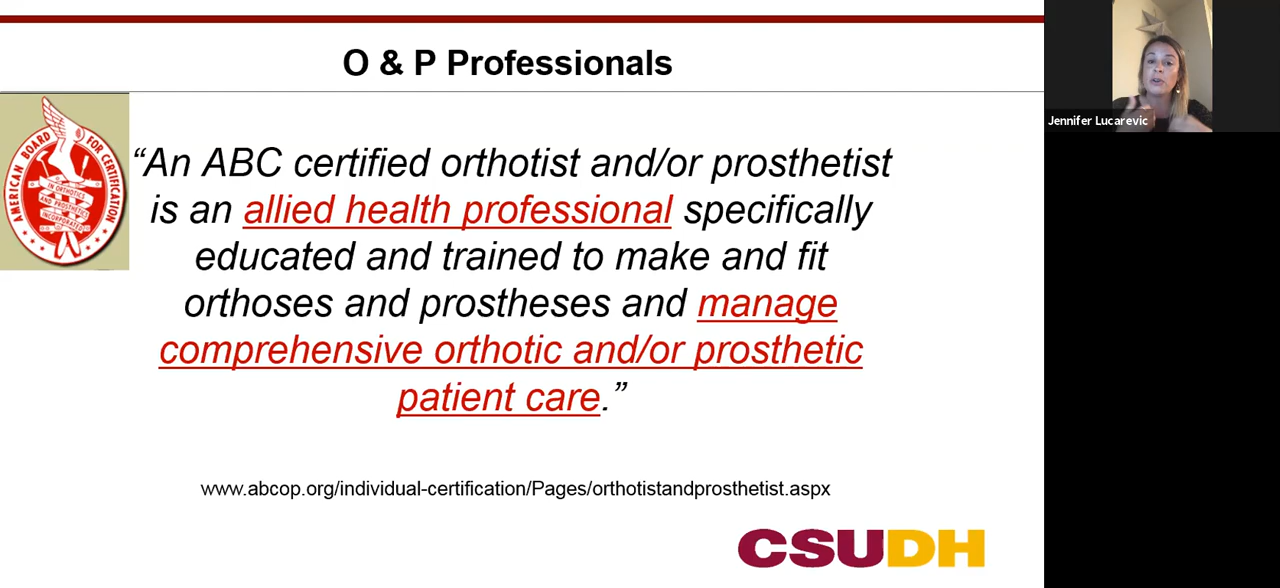 O & P Professionals
AMERICAN BOARD FOR CERTIFICATION
IN ORTHOTICS
AND PROSTHETICS
INCORPORATED
“An ABC certified orthotist and/or prosthetist
is an allied health professional specifically
educated and trained to make and fit
orthoses and prostheses and manage
comprehensive orthotic and/or prosthetic
patient care.”
www.abcop.org/individual-certification/Pages/orthotistandprosthetist.aspx
CSUDH
Jennifer Lucarevic